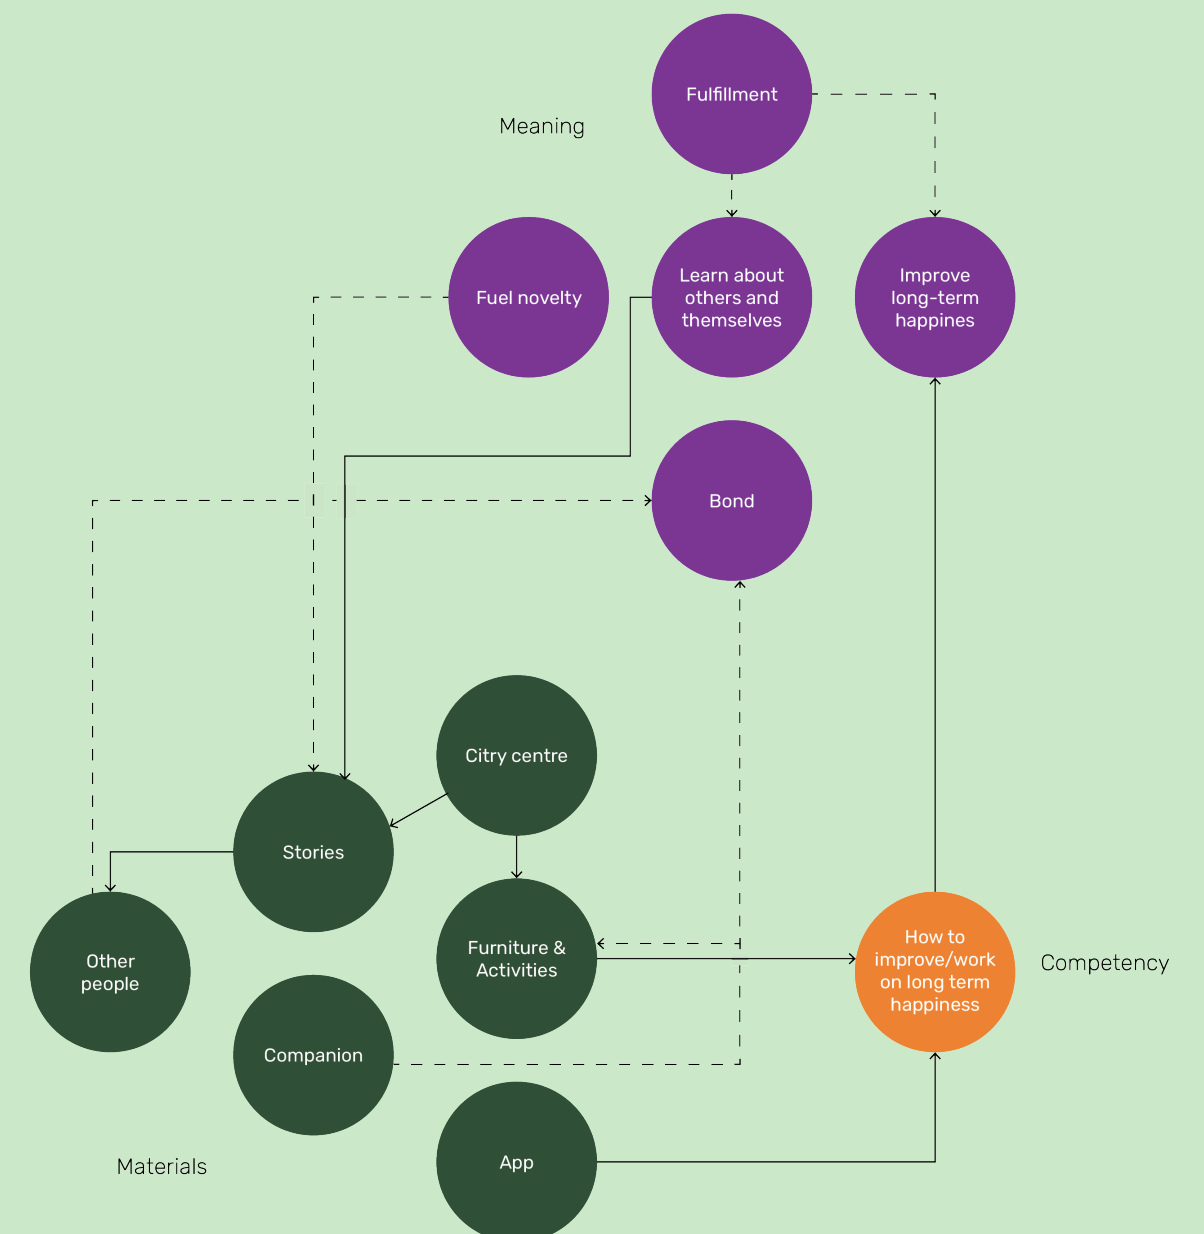 Fulfillment
Meaning
Fuel novelty
Learn about
others and
themselves
Improve
long-term
happines
Bond
Citry centre
Stories
Other
people
Furniture &
Activities
How to
improve/work
on long term
happiness
Competency
Companion
App
Materials